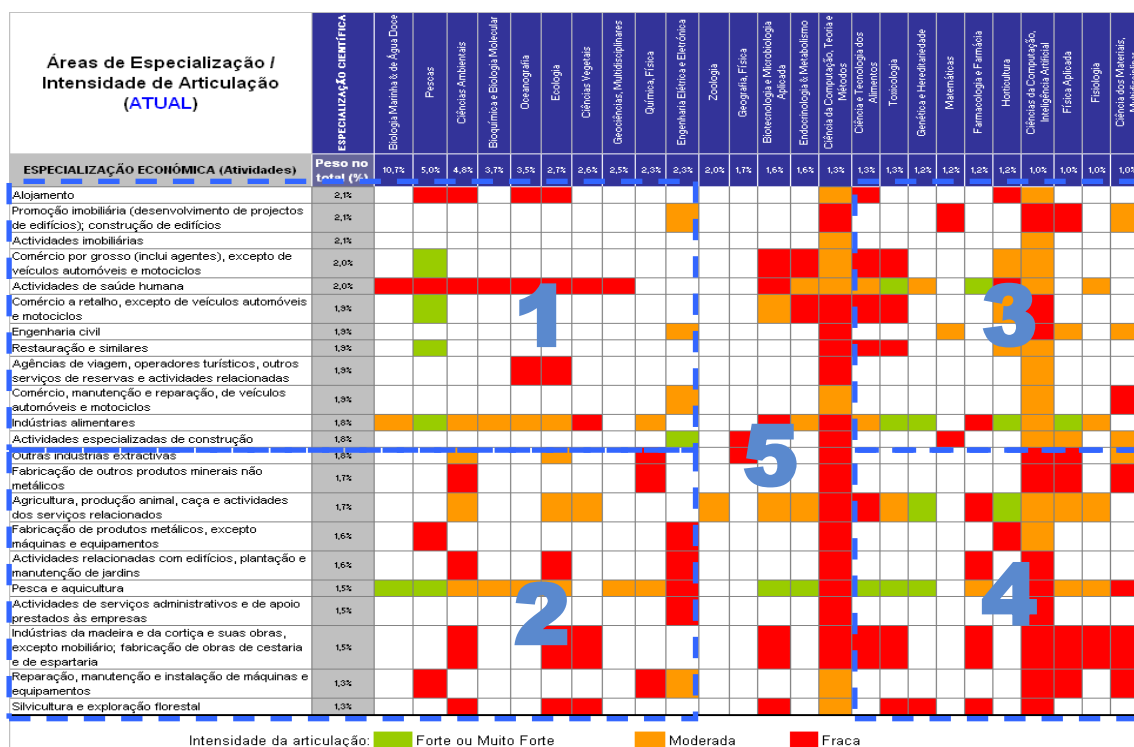 Áreas de Especialização /
Intensidade de Articulação
(ATUAL)
ESPECIALIZAÇÃO CIENTÍFICA
Biologia Marinha & de Água Doce
Pescas
Ciências Ambientais
Bioquímica e Biologia Molecular
Oceanografia
Ecologia
Ciências Vegetais
Geociências, Multidisciplinares
Química, Física
Engenharia Elétrica e Eletrónica
Zoologia
Geografia, Física
Biotecnologia e Microbiologia
Aplicada
Endocrinologia & Metabolismo
Ciência da Computação, Teoria e
Métodos
Ciência e Tecnologia dos
Alimentos
Toxicologia
Genética e Hereditariedade
Matemáticas
Farmacologia e Farmácia
Horticultura
Ciências da Computação,
Inteligência Artificial
Física Aplicada
Fisiologia
Ciência dos Materiais,
ESPECIALIZAÇÃO ECONÓMICA (Atividades)
Peso no
total (%)
10,7% 5,0% 4,8% 3,7% 3,5% 2,7% 2,6% 2,5% 2,3% 2,3% 2,0% 1,7% 1,6% 1,6% 1,3% 1,3% 1,3% 1,2% 1,2% 1,2% 1,2% 1,0% 1,0% 1,0% 1,0%
Alojamento 2,1%
Promoção imobiliária (desenvolvimento de projectos
de edifícios); construção de edifícios 2,1%
Actividades imobiliárias 2,1%
Comércio por grosso (inclui agentes), excepto de
veículos automóveis e motociclos 2,0%
Actividades de saúde humana 2,0%
Comércio a retalho, excepto de veículos automóveis
e motociclos 1,9%
Engenharia civil 1,9%
Restauração e similares 1,9%
Agências de viagem, operadores turísticos, outros
serviços de reservas e actividades relacionadas 1,9%
Comércio, manutenção e reparação, de veículos
automóveis e motociclos 1,9%
Indústrias alimentares 1,8%
Actividades especializadas de construção 1,8%
Outras industrias extractivas 1,8%
Fabricação de outros produtos minerais não
metálicos 1,7%
Agricultura, produção animal, caça e actividades
dos serviços relacionados 1,7%
Fabricação de produtos metálicos, excepto
máquinas e equipamentos 1,6%
Actividades relacionadas com edifícios, plantação e
manutenção de jardins 1,6%
Pesca e aquicultura 1,5%
Actividades de serviços administrativos e de apoio
prestados às empresas 1,5%
Indústrias da madeira e da cortiça e suas obras,
excepto mobiliário; fabricação de obras de cestaria
e de espartaria 1,5%
Reparação, manutenção e instalação de máquinas e
equipamentos 1,3%
Silvicultura e exploração florestal 1,3%
1
3
5
2
4
Intensidade da articulação: Forte ou Muito Forte Moderada Fraca